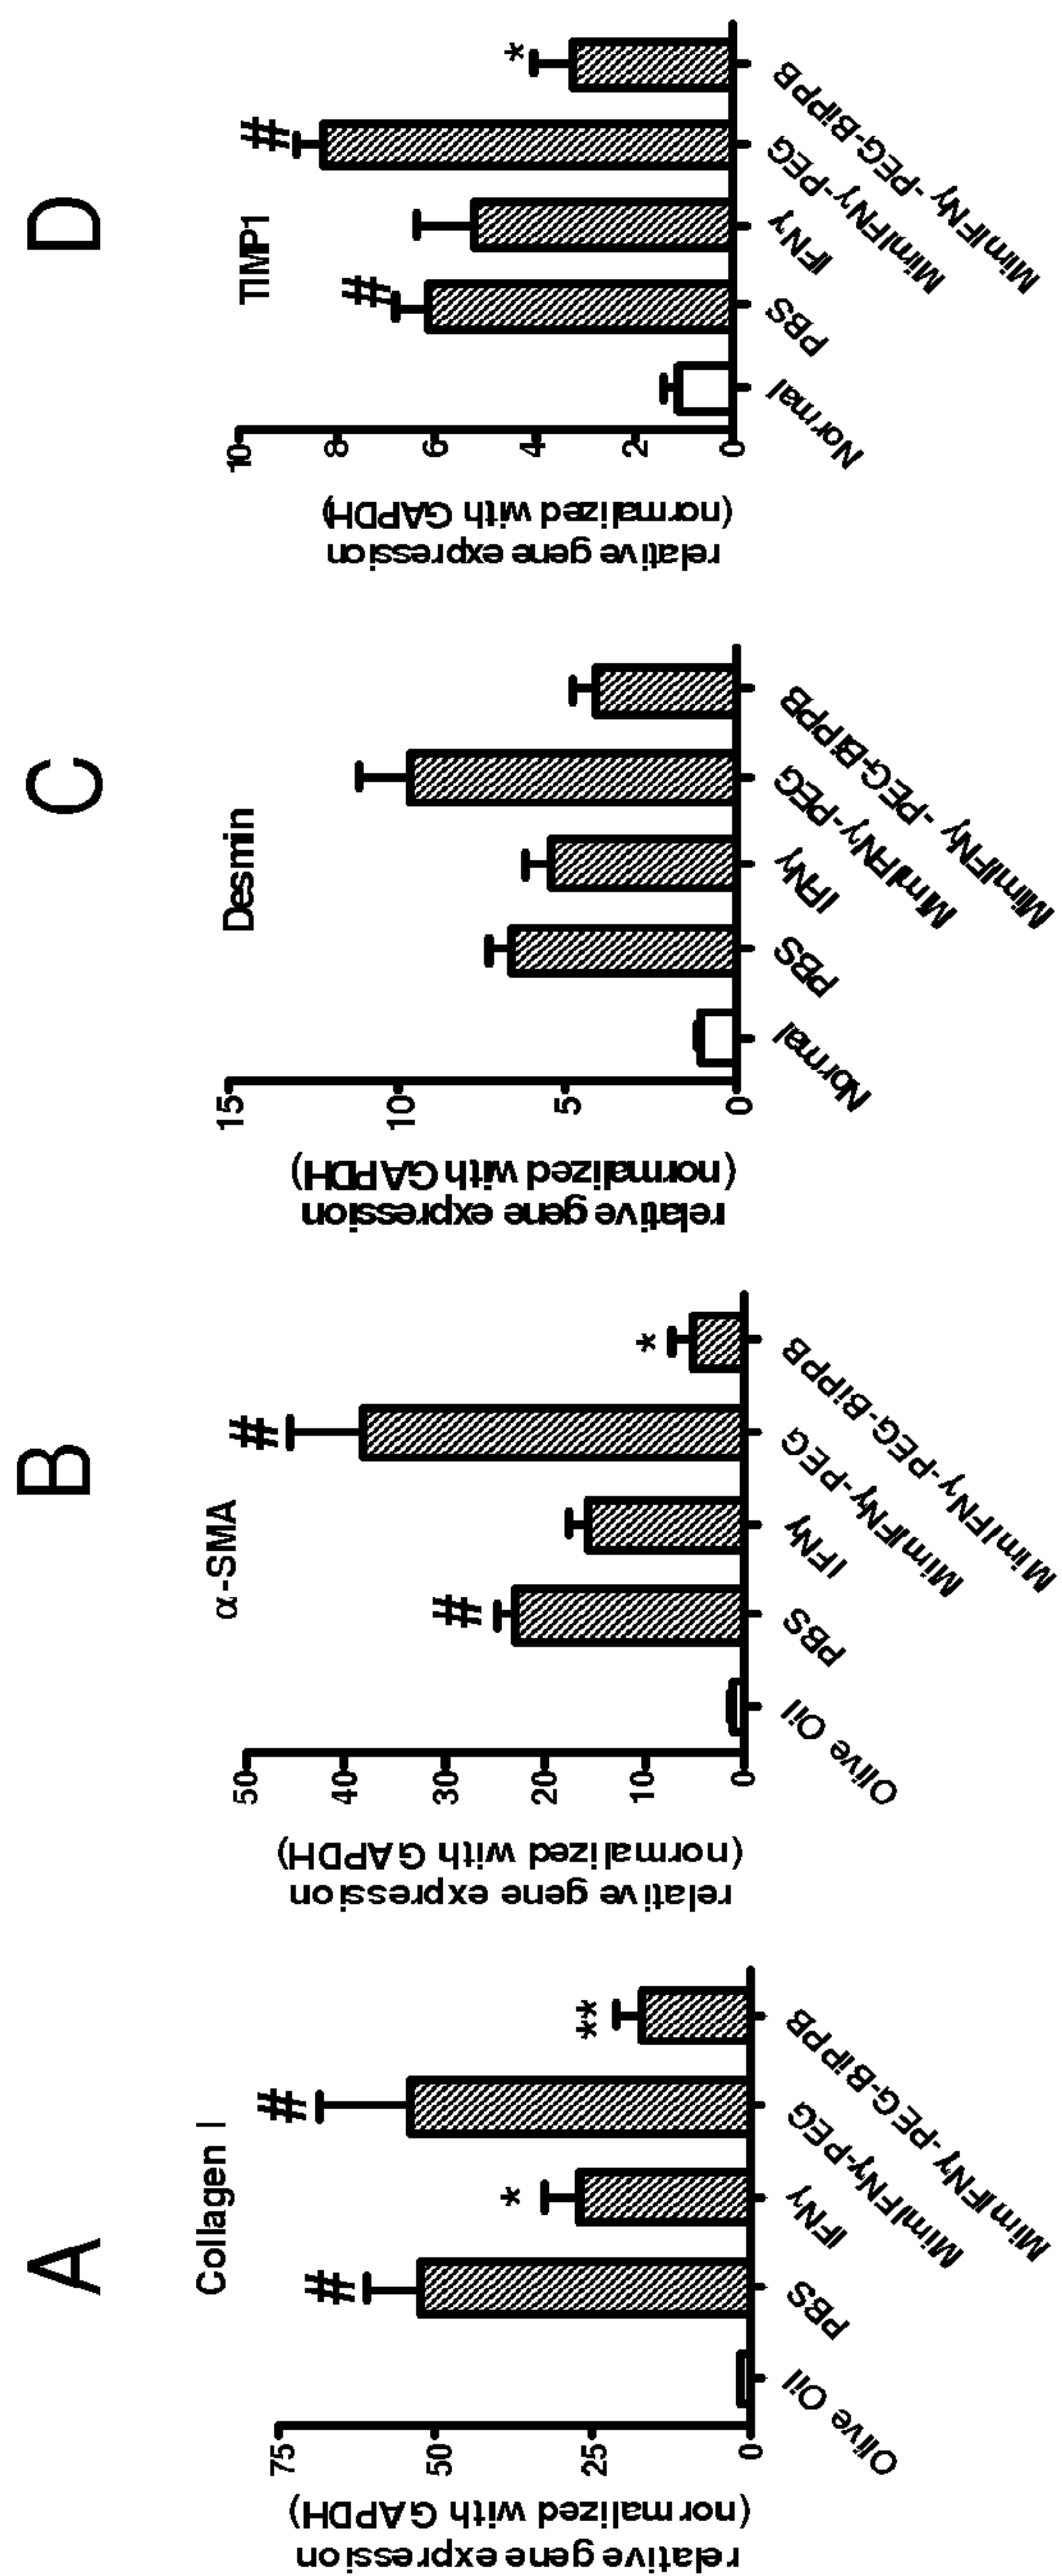 A
Collagen I
relative gene expression
(normalized with GAPDH)
75
50
25
0
#
*
#
**
Olive Oil
PBS
IFNγ
MimIFNγ-PEG
MimIFNγ-PEG-BiPPB
B
α-SMA
relative gene expression
(normalized with GAPDH)
50
40
30
20
10
0
#
#
*
Olive Oil
PBS
IFNγ
MimIFNγ-PEG
MimIFNγ-PEG-BiPPB
C
Desmin
relative gene expression
(normalized with GAPDH)
15
10
5
0
Normal
PBS
IFNγ
MimIFNγ-PEG
MimIFNγ-PEG-BiPPB
D
TIMP1
relative gene expression
(normalized with GAPDH)
10
8
6
4
2
0
#
#
*
Normal
PBS
IFNγ
MimIFNγ-PEG
MimIFNγ-PEG-BiPPB